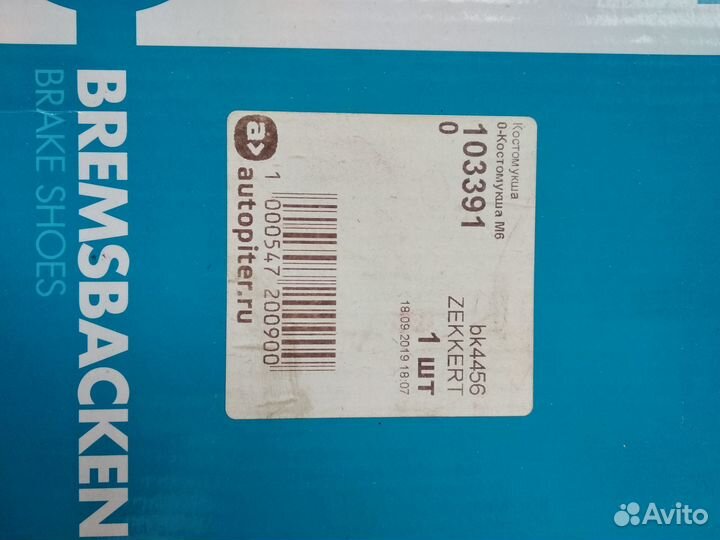 BREMSBACKEN
BRAKE SHOES
Костомукша
0-Костомукша М6
103391
0
bk4456
ZEKKERT
1 шт
18.09.2019 18:07
1 000547 200900
a>
autopiter.ru
Avito